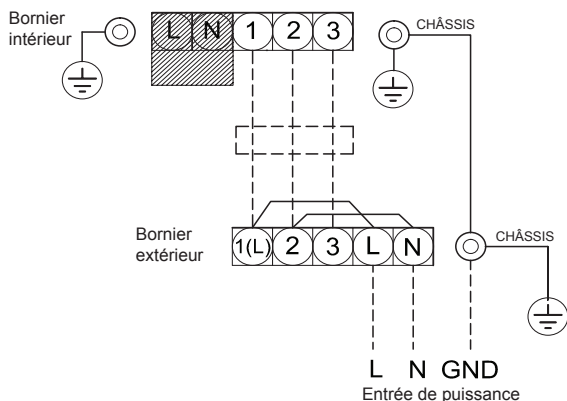 Bornier
intérieur
L N 1 2 3
CHÂSSIS
Bornier
extérieur
1(L) 2 3 L N
CHÂSSIS
L N GND
Entrée de puissance